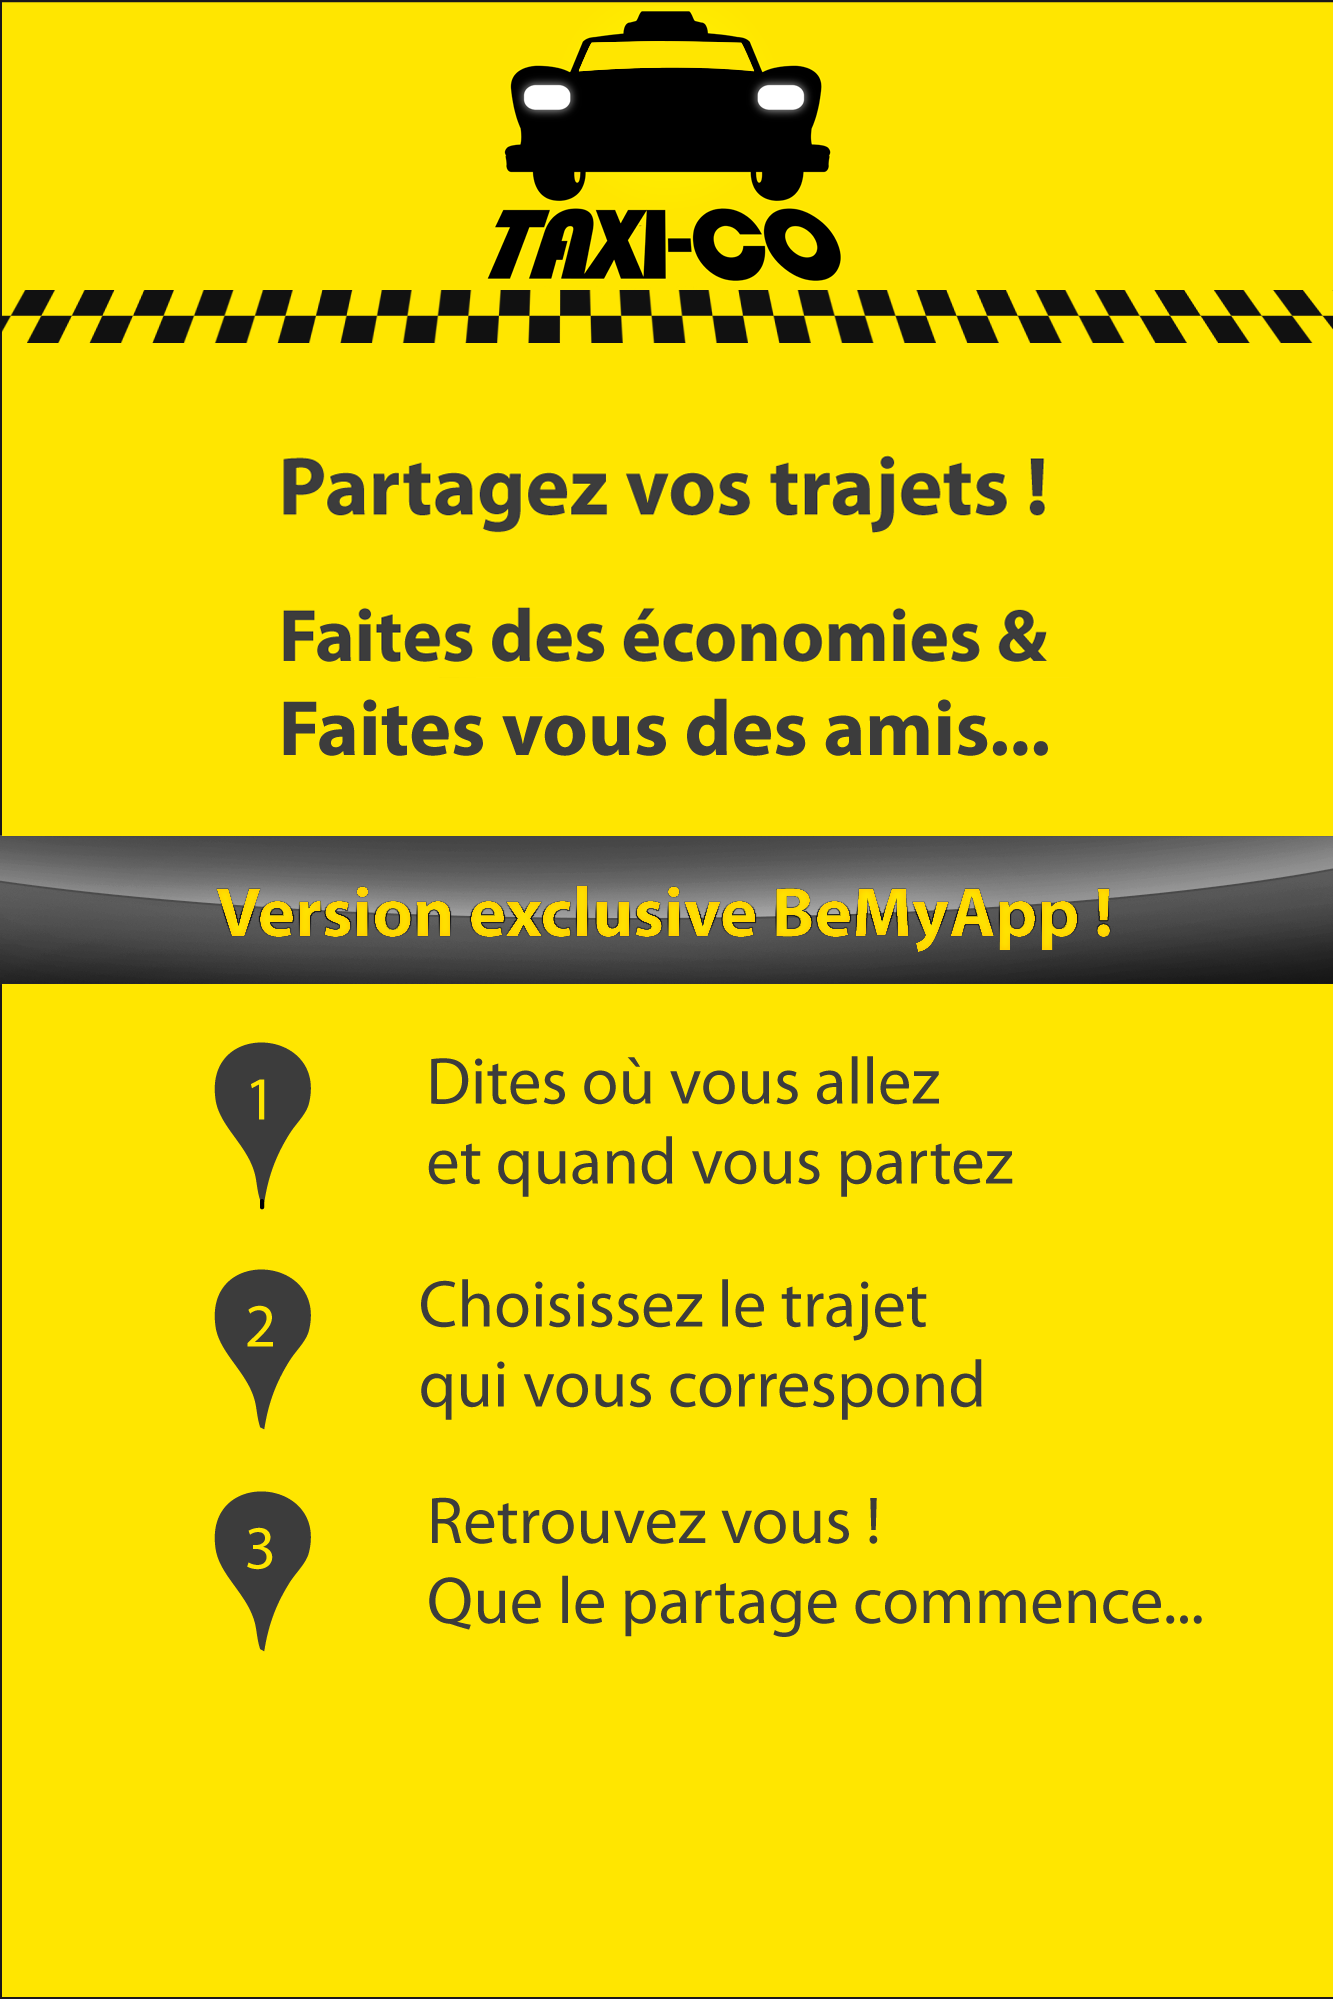 TAXI-CO
Partagez vos trajets !
Faites des économies &
Faites vous des amis...
Version exclusive BeMyApp !
1
Dites où vous allez
et quand vous partez
2
Choisissez le trajet
qui vous correspond
3
Retrouvez vous !
Que le partage commence...